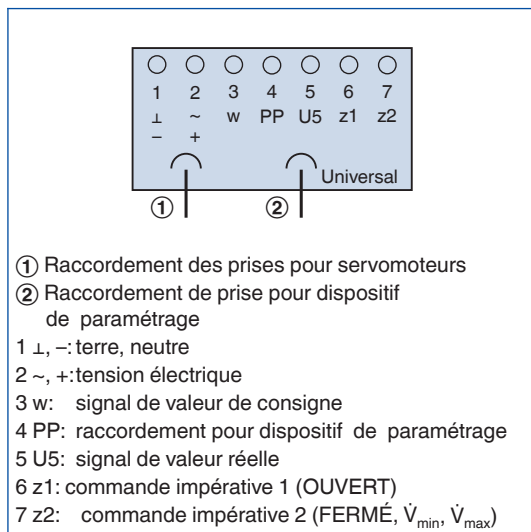 1 2 3 4 5 6 7
⊥ ~ w PP U5 z1 z2
− +
Universal
① ②
① Raccordement des prises pour servomoteurs
② Raccordement de prise pour dispositif
de paramétrage
1 ⊥, –: terre, neutre
2 ~, +: tension électrique
3 w: signal de valeur de consigne
4 PP: raccordement pour dispositif de paramétrage
5 U5: signal de valeur réelle
6 z1: commande impérative 1 (OUVERT)
7 z2: commande impérative 2 (FERMÉ, V̇min, V̇max)